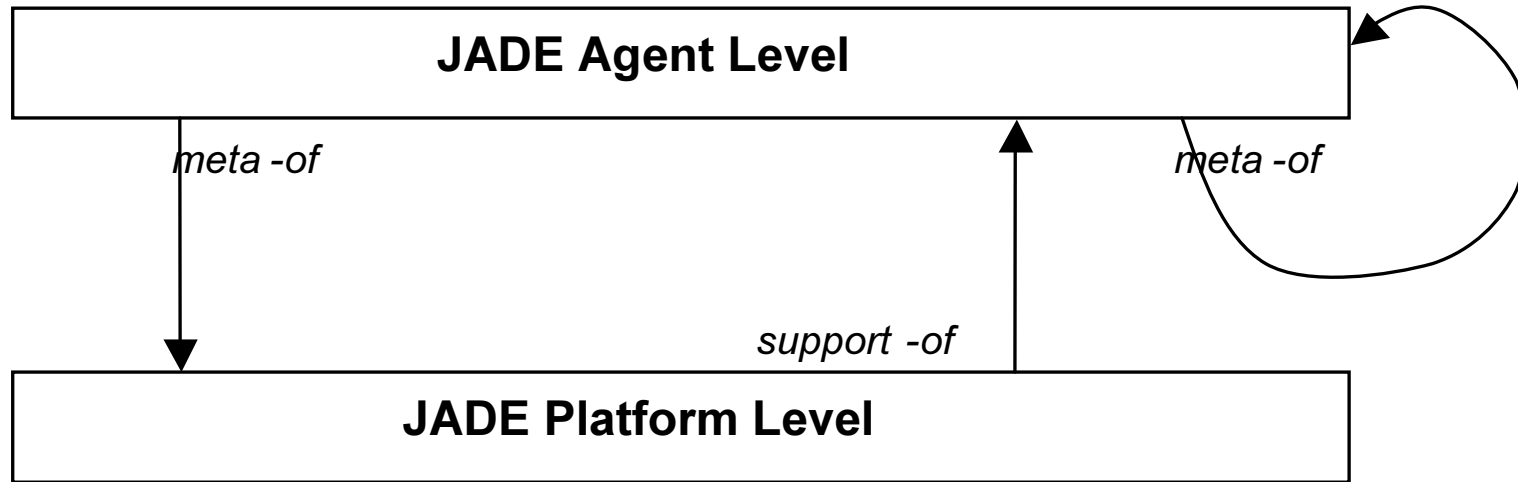 JADE Agent Level
meta -of
meta -of
support -of
JADE Platform Level